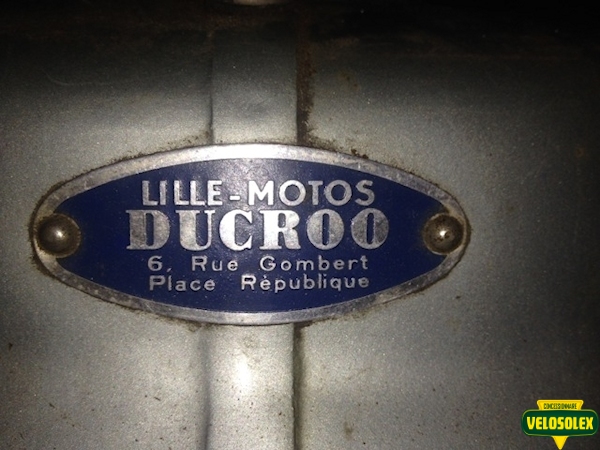 LILLE-MOTOS
DUCROO
6, Rue Gombert
Place République
CONCESSIONNAIRE
VELOSOLEX